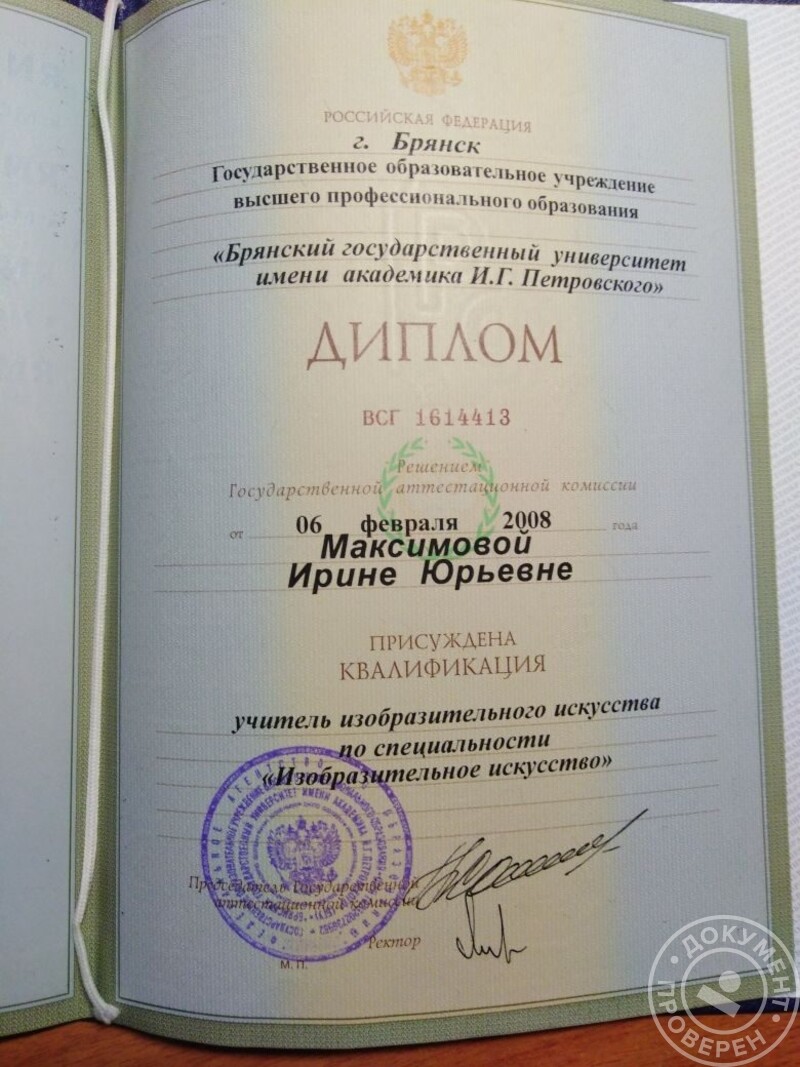 РОССИЙСКАЯ ФЕДЕРАЦИЯ
г. Брянск
Государственное образовательное учреждение
высшего профессионального образования
«Брянский государственный университет
имени академика И.Г. Петровского»
ДИПЛОМ
ВСГ 1614413
Решением
Государственной аттестационной комиссии
от 06 февраля 2008 года
Максимовой
Ирине Юрьевне
ПРИСУЖДЕНА
КВАЛИФИКАЦИЯ
учитель изобразительного искусства
по специальности
«Изобразительное искусство»
Председатель Государственной
аттестационной комиссии
Ректор
М. П.
ДОКУМЕНТ ПРОВЕРЕН